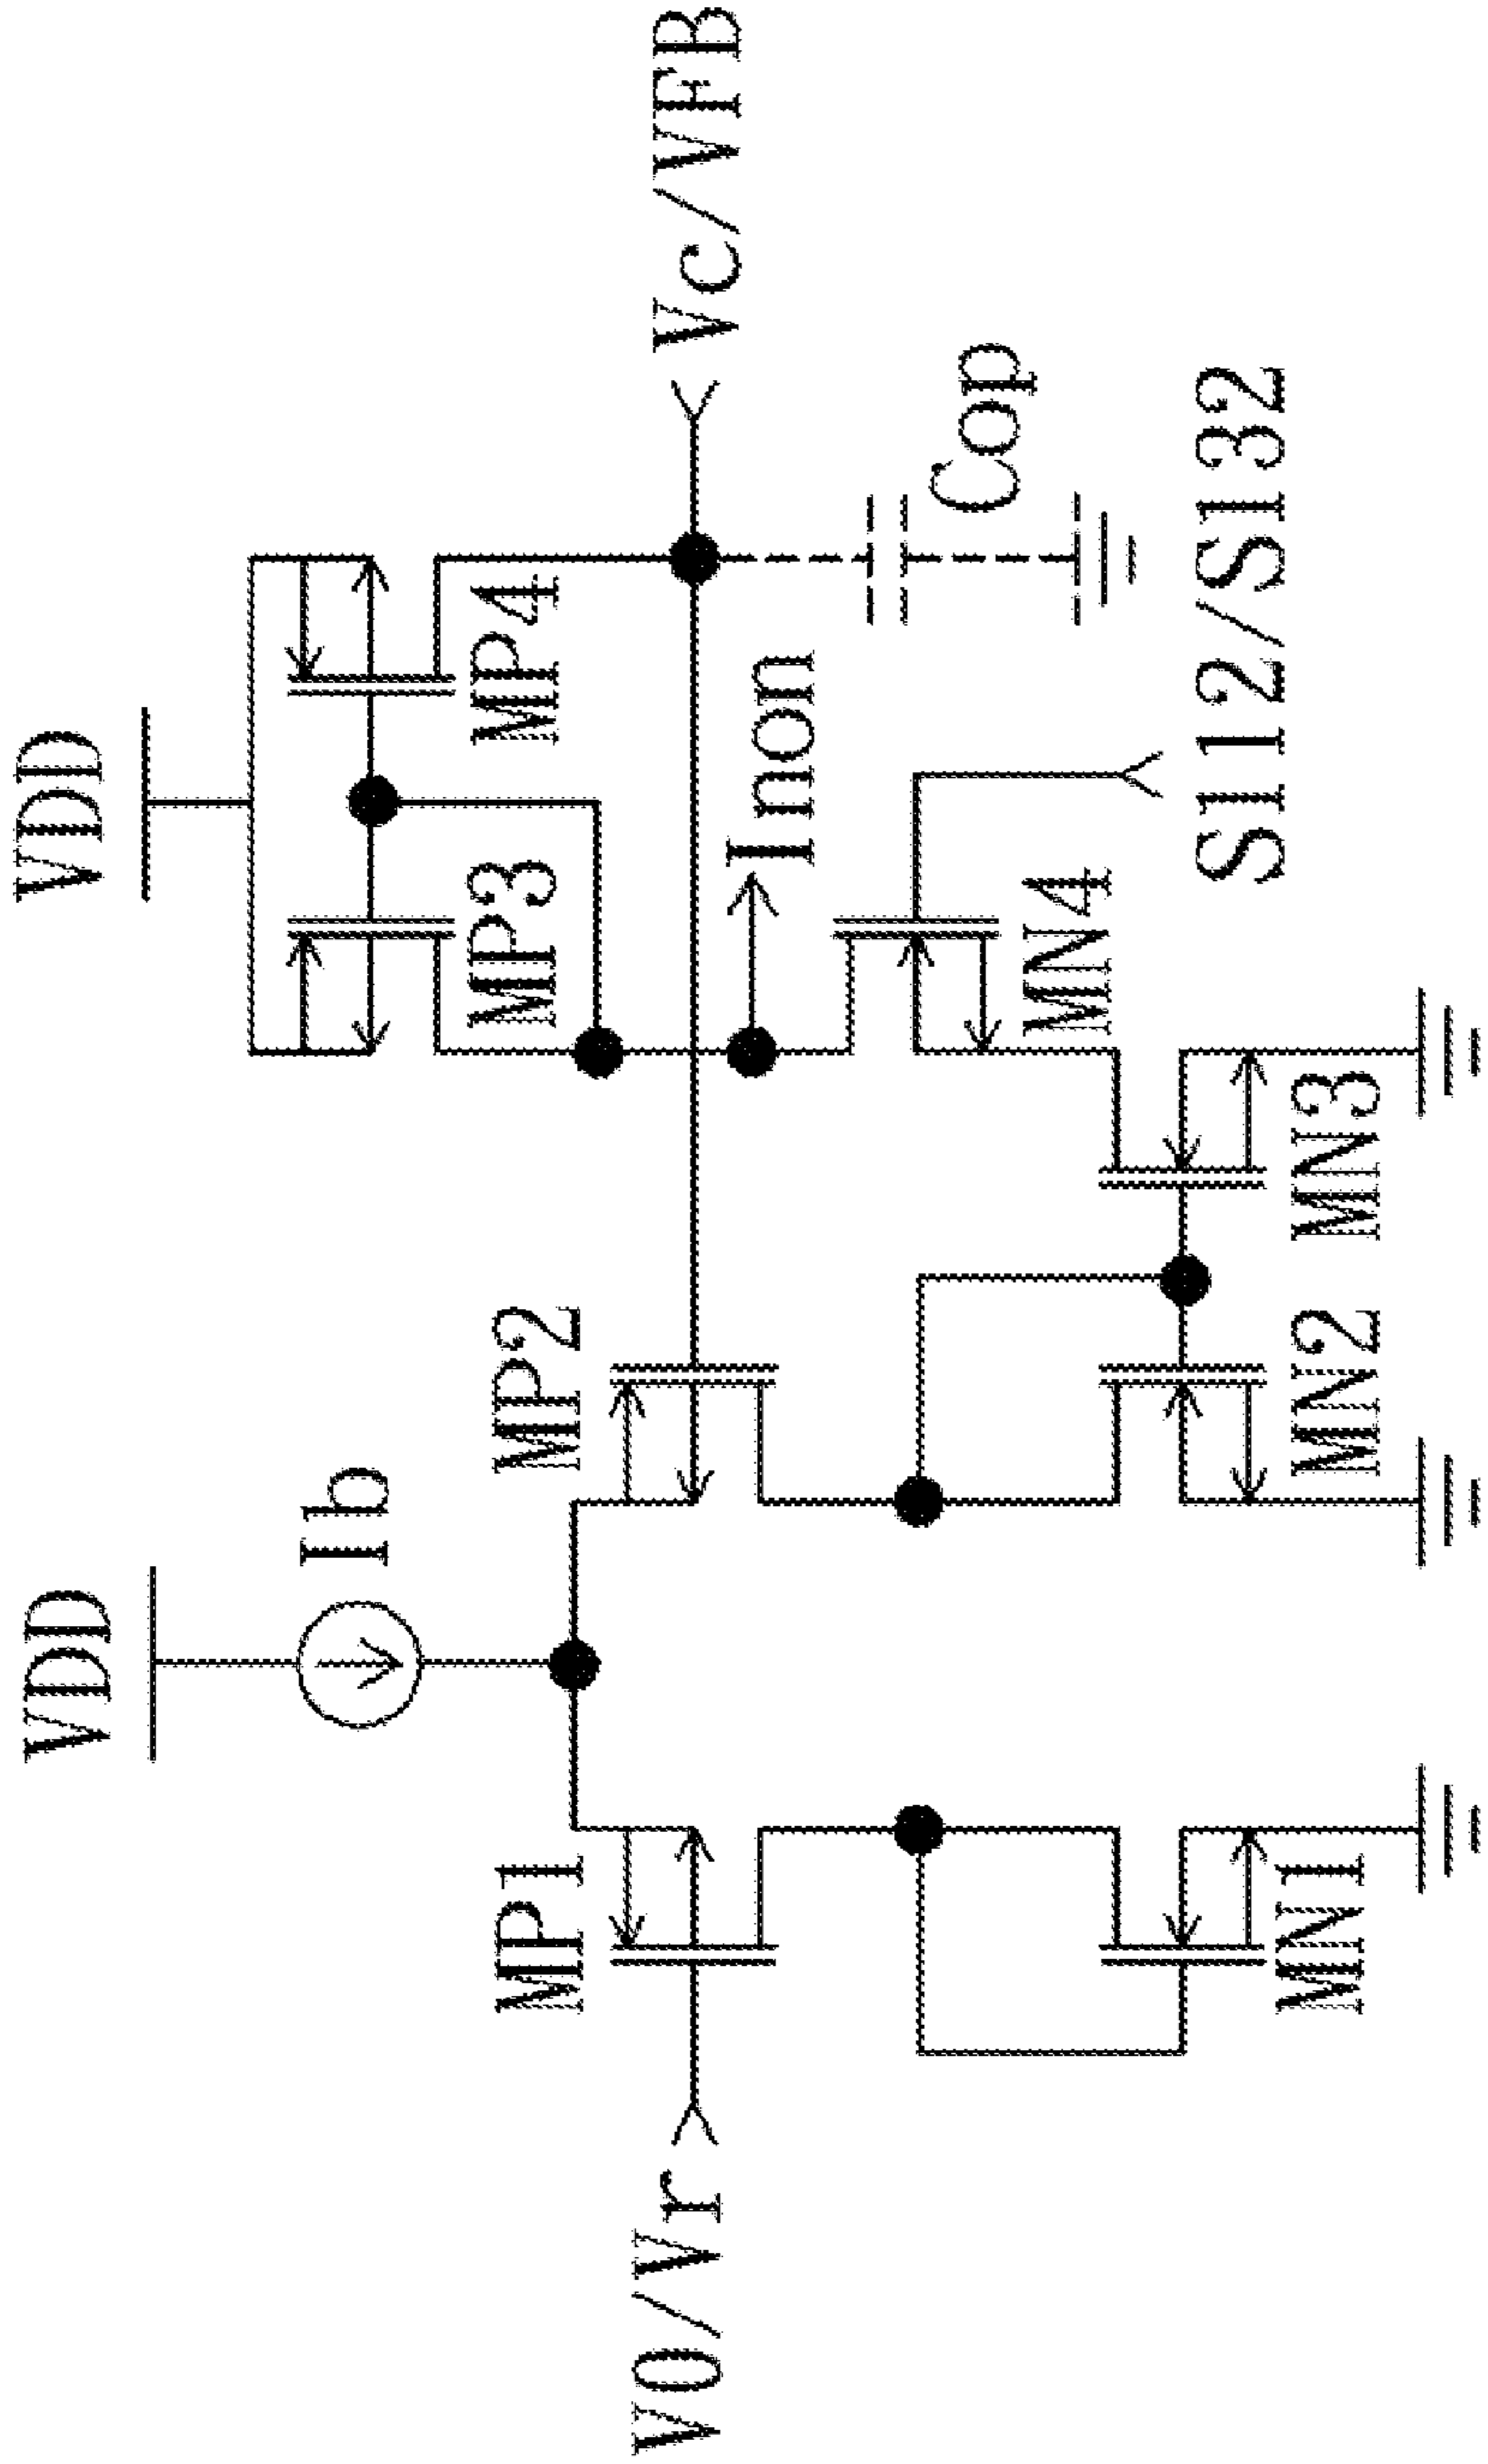 VDD
VDD
Ib
MP3
MP4
MP1
MP2
V0/Vr
Vc/VFB
Inon
Cop
MN4
S112/S132
MN1
MN2
MN3